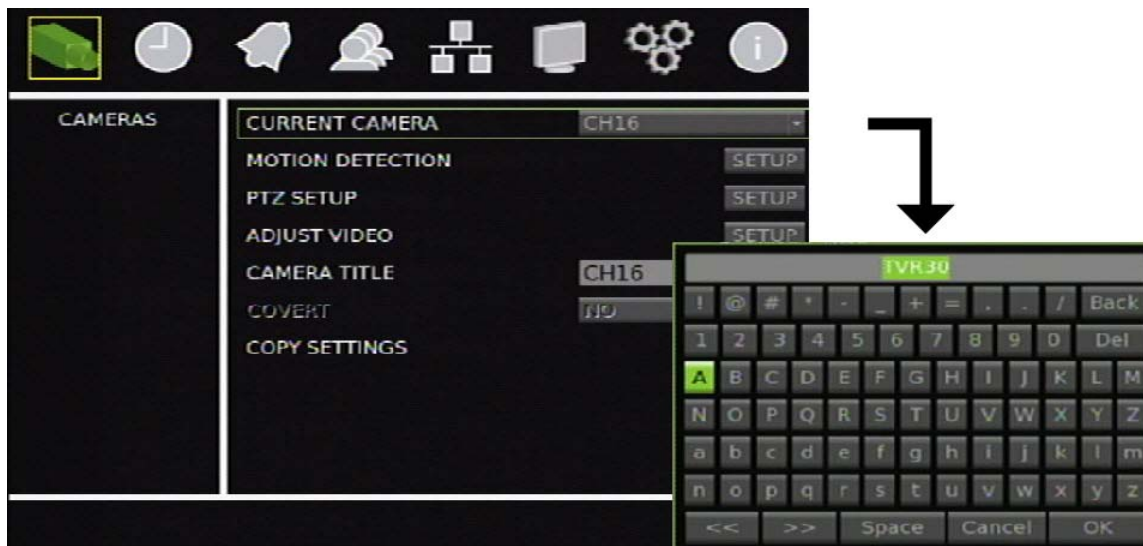 CAMERAS
CURRENT CAMERA CH16
MOTION DETECTION SETUP
PTZ SETUP SETUP
ADJUST VIDEO SETUP
CAMERA TITLE CH16
COVERT NO
COPY SETTINGS
TVR30
! @ # * - _ + = , . / Back
1 2 3 4 5 6 7 8 9 0 Del
A B C D E F G H I J K L M
N O P Q R S T U V W X Y Z
a b c d e f g h i j k l m
n o p q r s t u v w x y z
<< >> Space Cancel OK